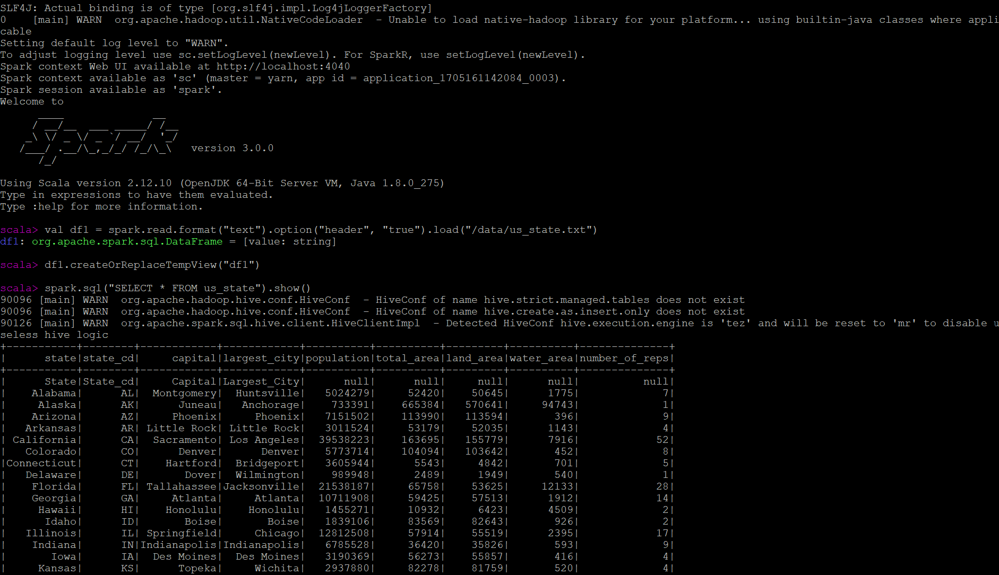 SLF4J: Actual binding is of type [org.slf4j.impl.Log4jLoggerFactory]
0    [main] WARN  org.apache.hadoop.util.NativeCodeLoader  - Unable to load native-hadoop library for your platform... using builtin-java classes where appli
cable
Setting default log level to "WARN".
To adjust logging level use sc.setLogLevel(newLevel). For SparkR, use setLogLevel(newLevel).
Spark context Web UI available at http://localhost:4040
Spark context available as 'sc' (master = yarn, app id = application_1705161142084_0003).
Spark session available as 'spark'.
Welcome to
      ____              __
     / __/__  ___ _____/ /__
    _\ \/ _ \/ _ `/ __/  '_/
   /___/ .__/\_,_/_/ /_/\_\   version 3.0.0
      /_/
Using Scala version 2.12.10 (OpenJDK 64-Bit Server VM, Java 1.8.0_275)
Type in expressions to have them evaluated.
Type :help for more information.
scala> val df1 = spark.read.format("text").option("header", "true").load("/data/us_state.txt")
df1: org.apache.spark.sql.DataFrame = [value: string]
scala> df1.createOrReplaceTempView("df1")
scala> spark.sql("SELECT * FROM us_state").show()
90096 [main] WARN  org.apache.hadoop.hive.conf.HiveConf  - HiveConf of name hive.strict.managed.tables does not exist
90096 [main] WARN  org.apache.hadoop.hive.conf.HiveConf  - HiveConf of name hive.create.as.insert.only does not exist
90126 [main] WARN  org.apache.spark.sql.hive.client.HiveClientImpl  - Detected HiveConf hive.execution.engine is 'tez' and will be reset to 'mr' to disable u
seless hive logic
+-----------+--------+------------+------------+----------+----------+---------+----------+--------------+
|      state|state_cd|     capital|largest_city|population|total_area|land_area|water_area|number_of_reps|
+-----------+--------+------------+------------+----------+----------+---------+----------+--------------+
|      State|State_cd|     Capital|Largest_City|      null|      null|     null|      null|          null|
|    Alabama|      AL|  Montgomery|  Huntsville|   5024279|     52420|    50645|      1775|             7|
|     Alaska|      AK|      Juneau|   Anchorage|    733391|    665384|   570641|     94743|             1|
|    Arizona|      AZ|     Phoenix|     Phoenix|   7151502|    113990|   113594|       396|             9|
|   Arkansas|      AR| Little Rock| Little Rock|   3011524|     53179|    52035|      1143|             4|
| California|      CA|  Sacramento| Los Angeles|  39538223|    163695|   155779|      7916|            52|
|   Colorado|      CO|      Denver|      Denver|   5773714|    104094|   103642|       452|             8|
|Connecticut|      CT|    Hartford|  Bridgeport|   3605944|      5543|     4842|       701|             5|
|   Delaware|      DE|       Dover|  Wilmington|    989948|      2489|     1949|       540|             1|
|    Florida|      FL| Tallahassee|Jacksonville|  21538187|     65758|    53625|     12133|            28|
|    Georgia|      GA|     Atlanta|     Atlanta|  10711908|     59425|    57513|      1912|            14|
|     Hawaii|      HI|    Honolulu|    Honolulu|   1455271|     10932|     6423|      4509|             2|
|      Idaho|      ID|       Boise|       Boise|   1839106|     83569|    82643|       926|             2|
|   Illinois|      IL| Springfield|     Chicago|  12812508|     57914|    55519|      2395|            17|
|    Indiana|      IN|Indianapolis|Indianapolis|   6785528|     36420|    35826|       593|             9|
|       Iowa|      IA|  Des Moines|  Des Moines|   3190369|     56273|    55857|       416|             4|
|     Kansas|      KS|      Topeka|     Wichita|   2937880|     82278|    81759|       520|             4|